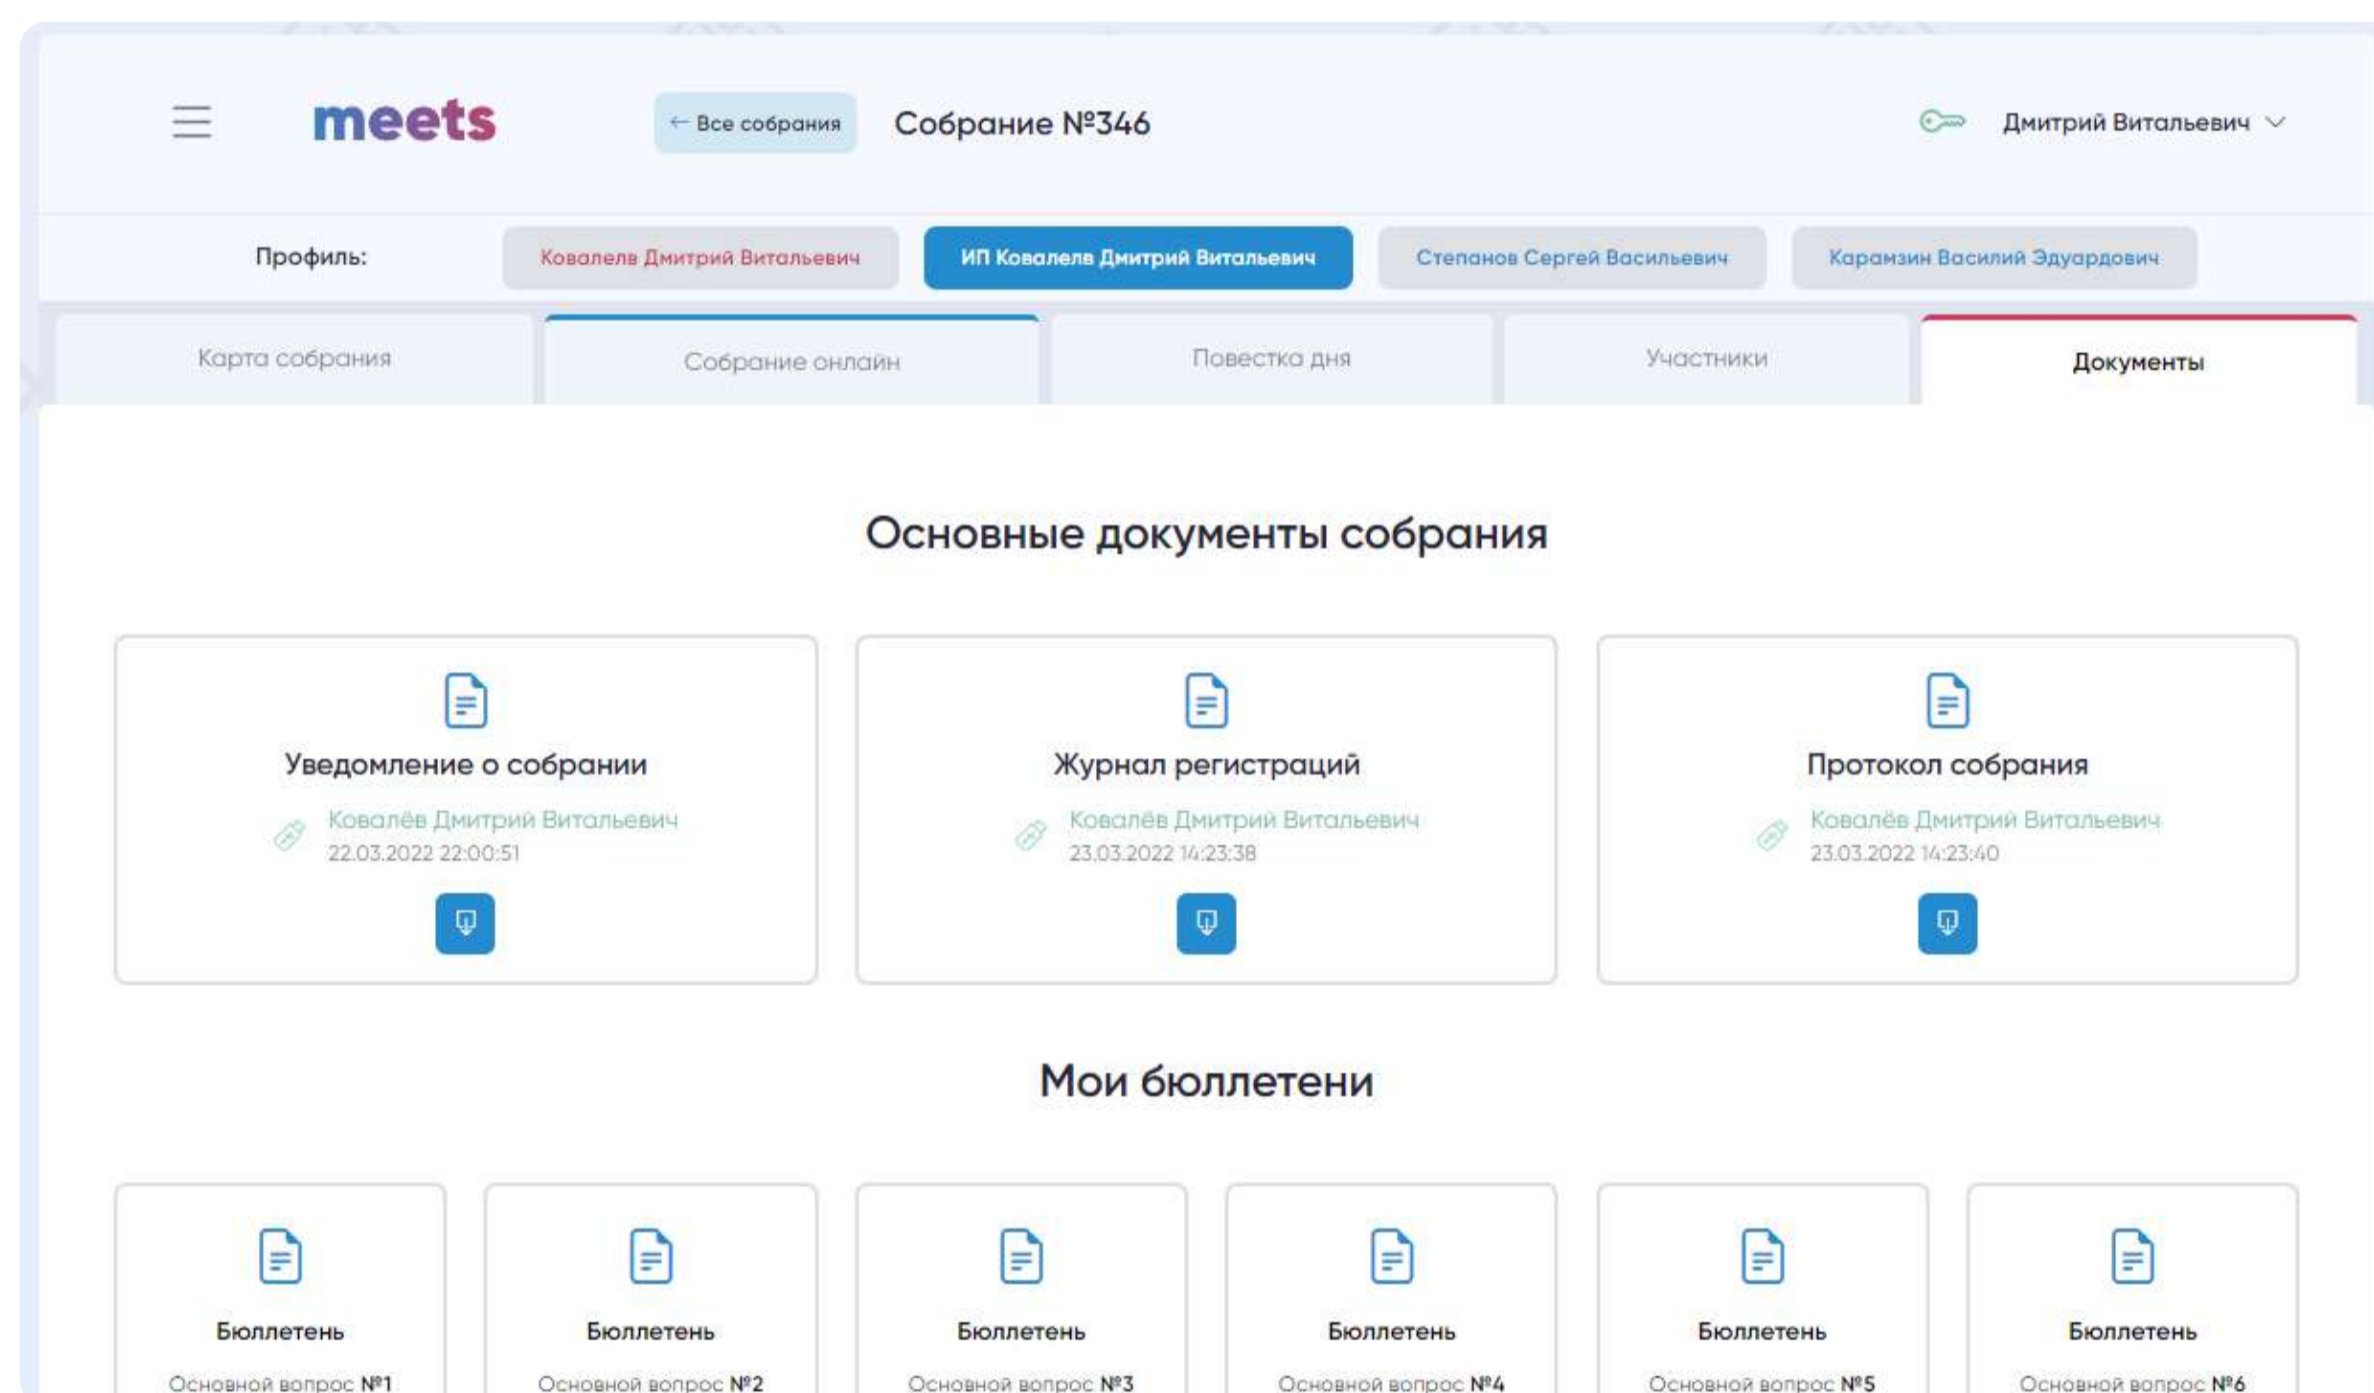 meets
← Все собрания
Собрание №346
Дмитрий Витальевич
Профиль:
Ковалелв Дмитрий Витальевич
ИП Ковалелв Дмитрий Витальевич
Степанов Сергей Васильевич
Карамзин Василий Эдуардович
Карта собрания
Собрание онлайн
Повестка дня
Участники
Документы
Основные документы собрания
Уведомление о собрании
Ковалёв Дмитрий Витальевич
22.03.2022 22:00:51
Журнал регистраций
Ковалёв Дмитрий Витальевич
23.03.2022 14:23:38
Протокол собрания
Ковалёв Дмитрий Витальевич
23.03.2022 14:23:40
Мои бюллетени
Бюллетень
Основной вопрос №1
Бюллетень
Основной вопрос №2
Бюллетень
Основной вопрос №3
Бюллетень
Основной вопрос №4
Бюллетень
Основной вопрос №5
Бюллетень
Основной вопрос №6